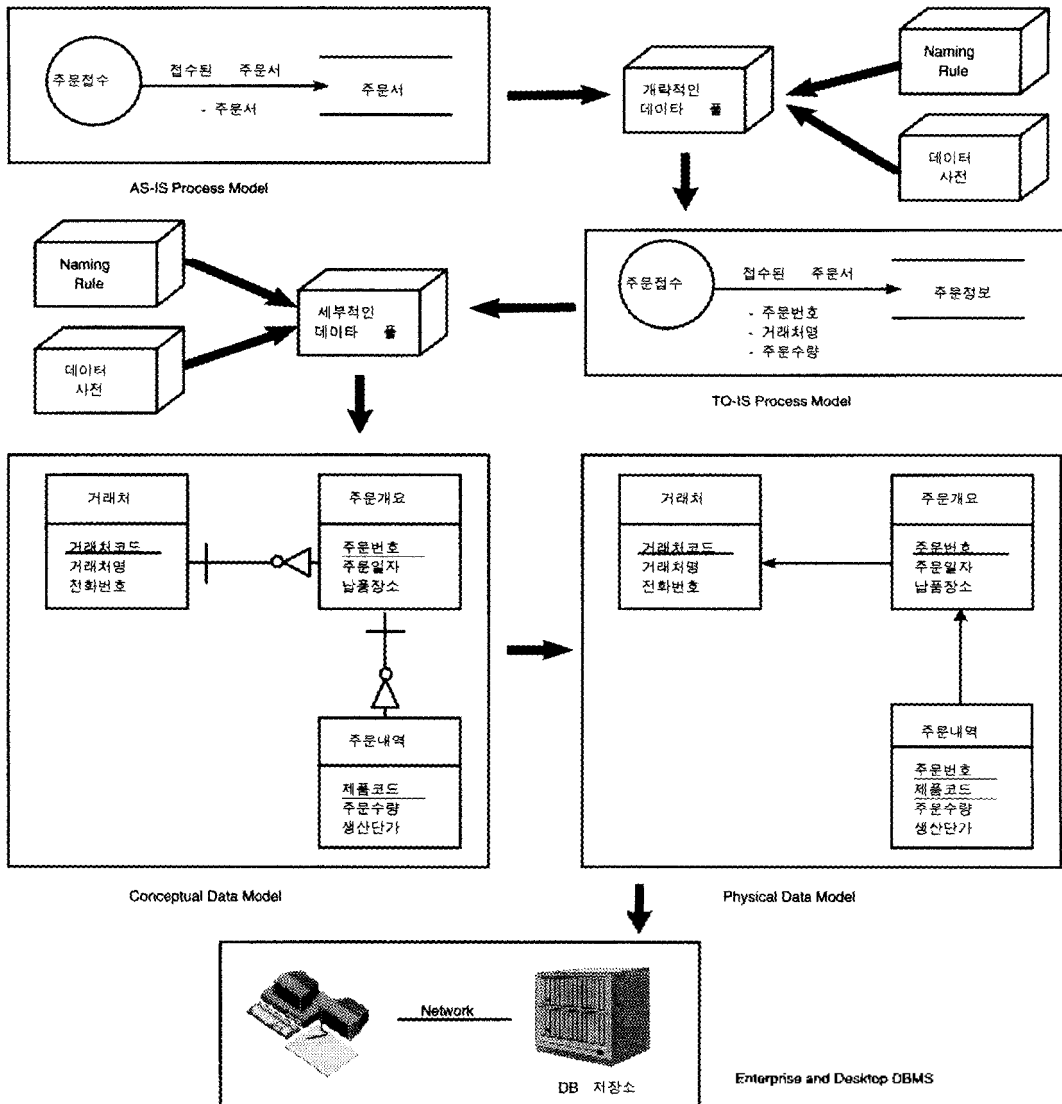 주문접수
접수된 주문서
- 주문서
주문서
AS-IS Process Model
개략적인
데이타 풀
Naming
Rule
데이터
사전
Naming
Rule
데이터
사전
세부적인
데이타 풀
주문접수
접수된 주문서
- 주문번호
- 거래처명
- 주문수량
주문정보
TO-IS Process Model
거래처
거래처코드
거래처명
전화번호
주문개요
주문번호
주문일자
납품장소
주문내역
제품코드
주문수량
생산단가
Conceptual Data Model
거래처
거래처코드
거래처명
전화번호
주문개요
주문번호
주문일자
납품장소
주문내역
주문번호
제품코드
주문수량
생산단가
Physical Data Model
Network
DB 저장소
Enterprise and Desktop DBMS